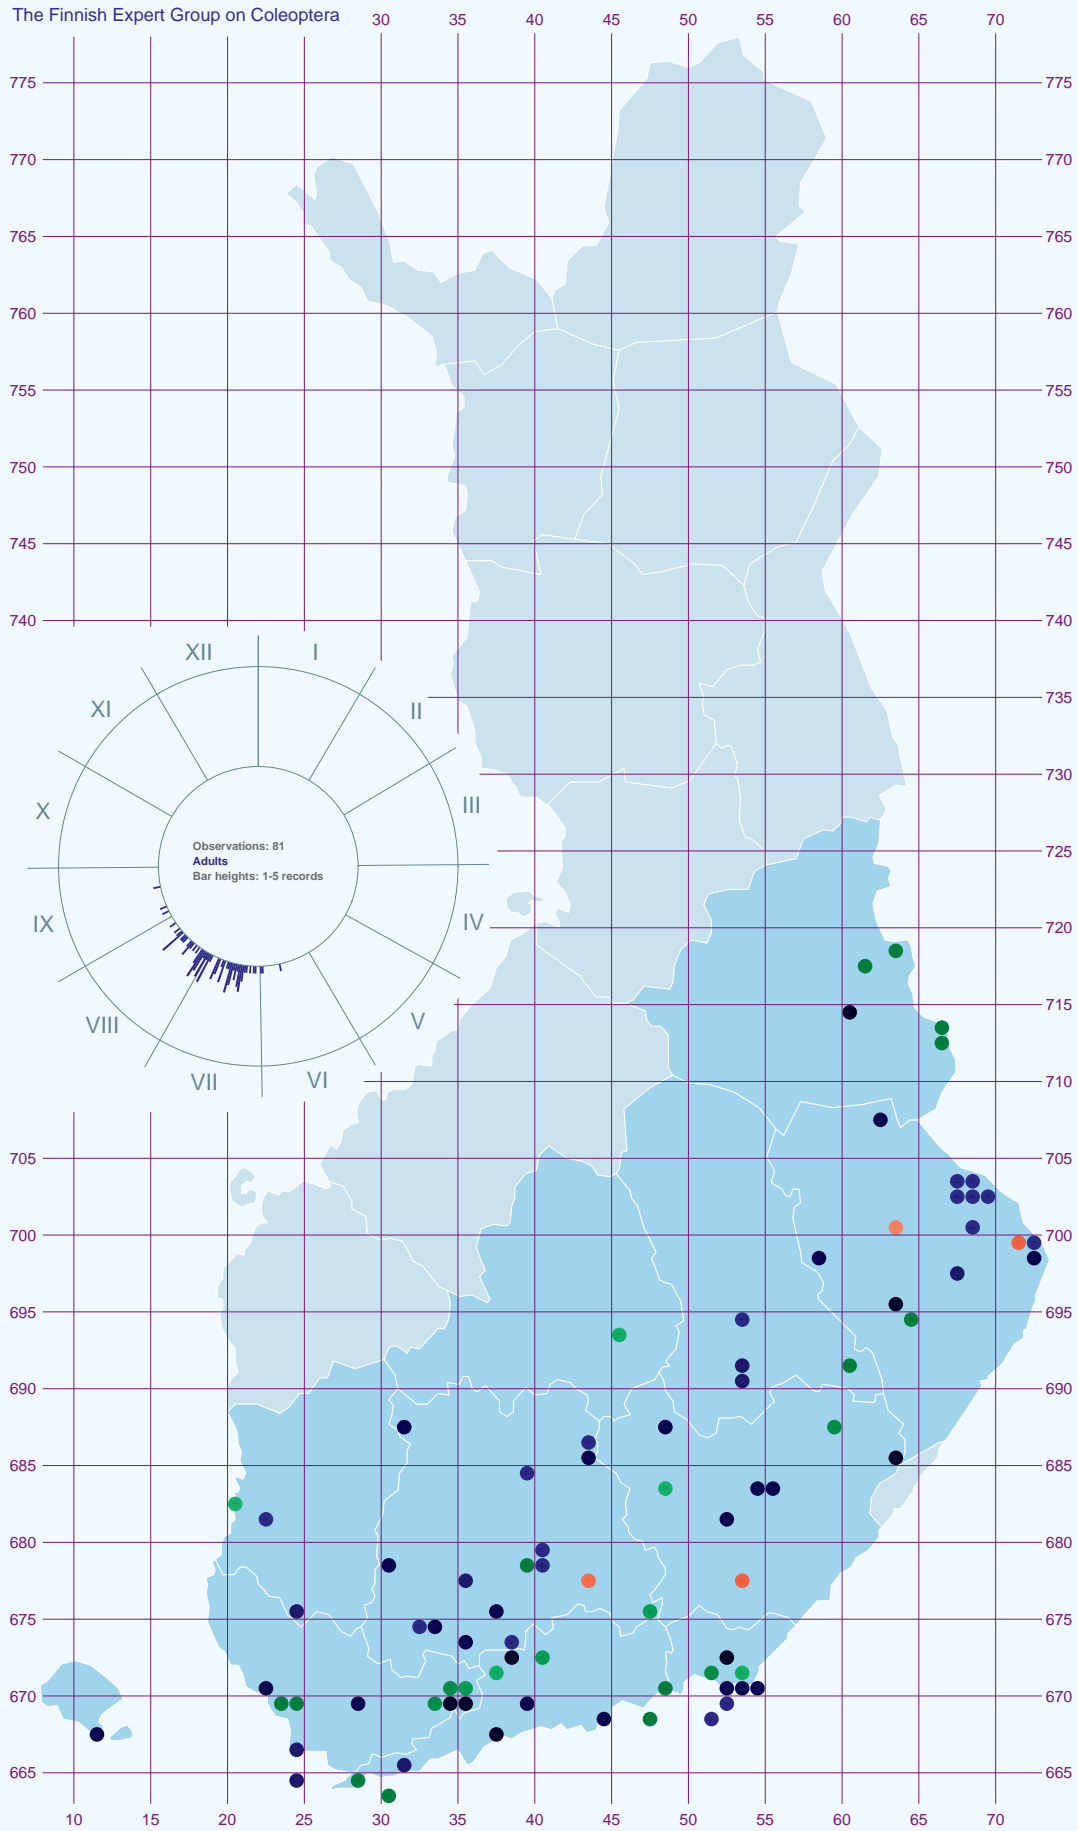 The Finnish Expert Group on Coleoptera
30 35 40 45 50 55 60 65 70
775 775
770 770
765 765
760 760
755 755
750 750
745 745
740 740
XII I
XI II
735
730
X III
Observations: 81
Adults
Bar heights: 1-5 records
725
IX IV
720
VIII V
715
VII VI
710
705 705
700 700
695 695
690 690
685 685
680 680
675 675
670 670
665 665
10 15 20 25 30 35 40 45 50 55 60 65 70